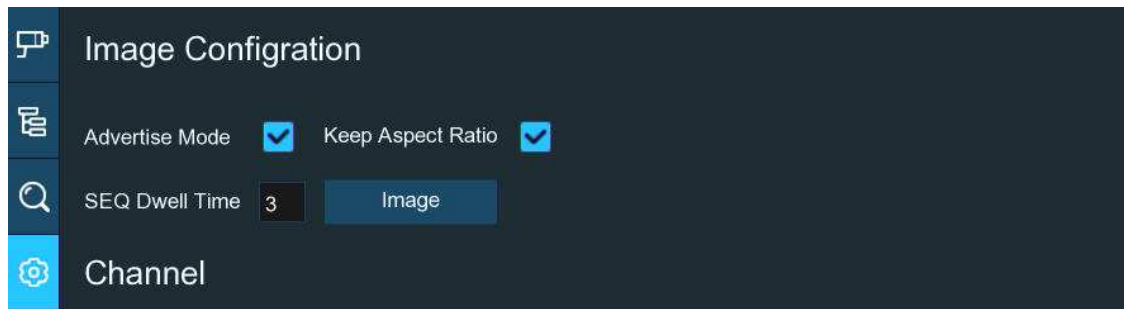 Image Configration
Advertise Mode Keep Aspect Ratio
SEQ Dwell Time 3 Image
Channel